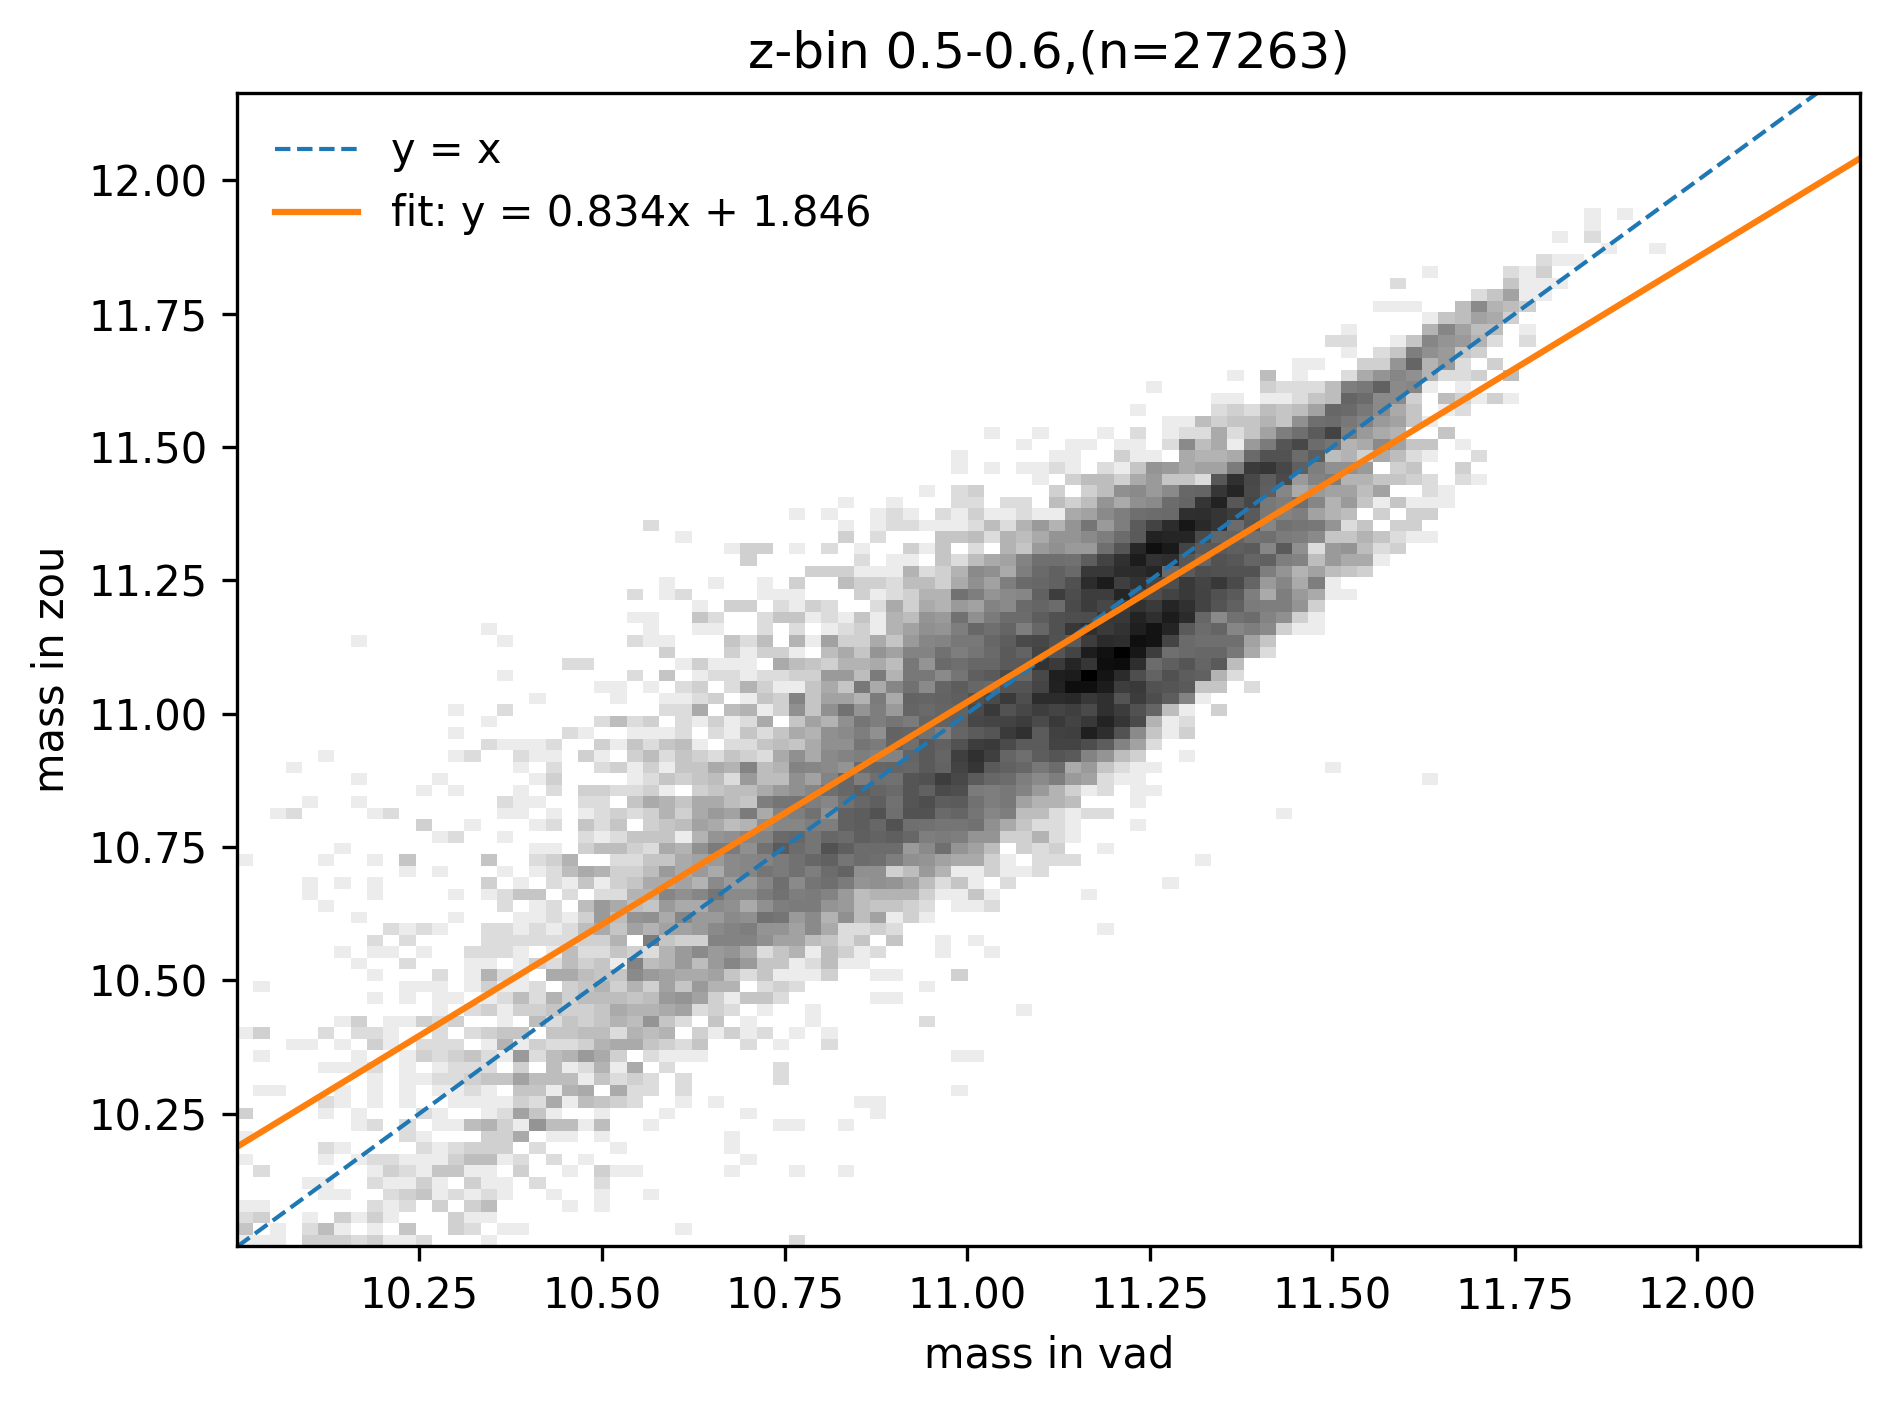 z-bin 0.5-0.6,(n=27263)
y = x
fit: y = 0.834x + 1.846
mass in zou
12.00
11.75
11.50
11.25
11.00
10.75
10.50
10.25
10.25 10.50 10.75 11.00 11.25 11.50 11.75 12.00
mass in vad